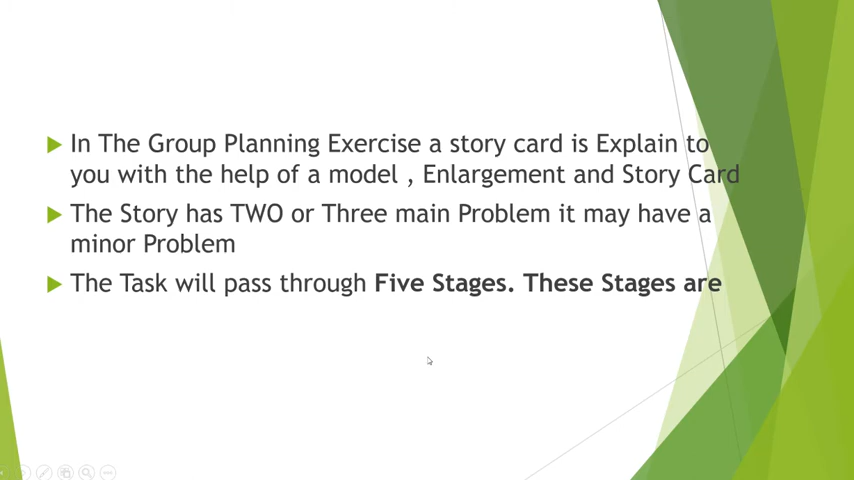 In The Group Planning Exercise a story card is Explain to
you with the help of a model , Enlargement and Story Card
The Story has TWO or Three main Problem it may have a
minor Problem
The Task will pass through Five Stages. These Stages are